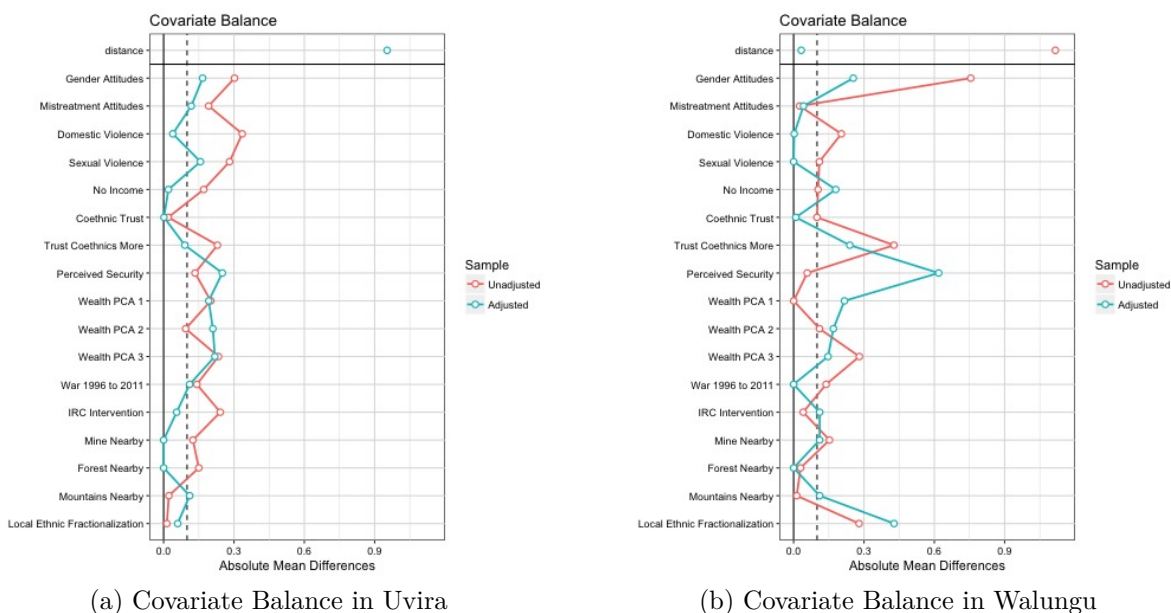 Covariate Balance
distance
Gender Attitudes
Mistreatment Attitudes
Domestic Violence
Sexual Violence
No Income
Coethnic Trust
Trust Coethnics More
Perceived Security
Wealth PCA 1
Wealth PCA 2
Wealth PCA 3
War 1996 to 2011
IRC Intervention
Mine Nearby
Forest Nearby
Mountains Nearby
Local Ethnic Fractionalization
0.0 0.3 0.6 0.9
Absolute Mean Differences
Sample
Unadjusted
Adjusted
(a) Covariate Balance in Uvira
Covariate Balance
distance
Gender Attitudes
Mistreatment Attitudes
Domestic Violence
Sexual Violence
No Income
Coethnic Trust
Trust Coethnics More
Perceived Security
Wealth PCA 1
Wealth PCA 2
Wealth PCA 3
War 1996 to 2011
IRC Intervention
Mine Nearby
Forest Nearby
Mountains Nearby
Local Ethnic Fractionalization
0.0 0.3 0.6 0.9
Absolute Mean Differences
Sample
Unadjusted
Adjusted
(b) Covariate Balance in Walungu